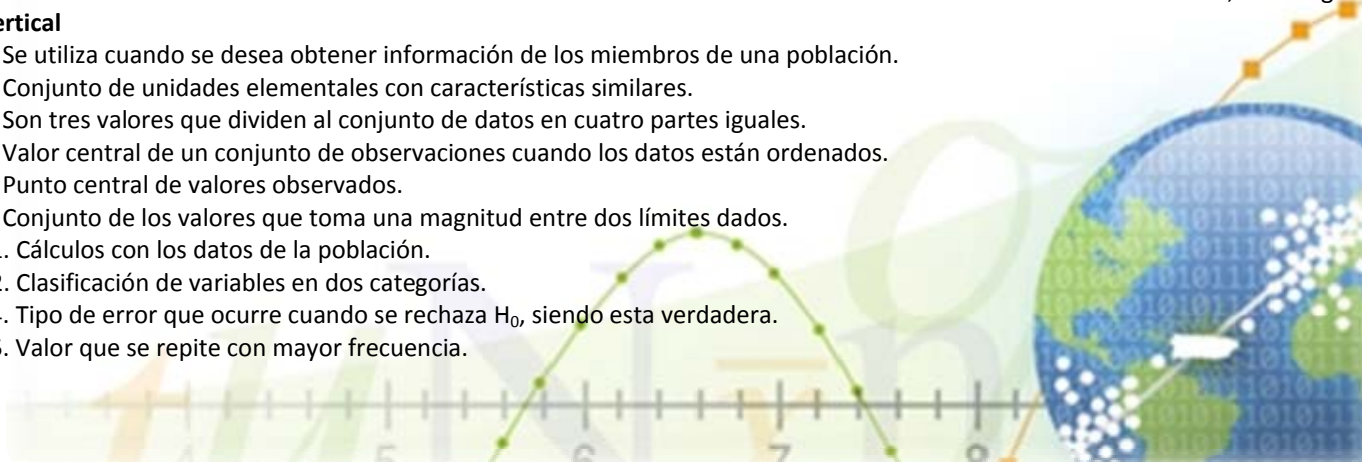 ertical
Se utiliza cuando se desea obtener información de los miembros de una población.
Conjunto de unidades elementales con características similares.
Son tres valores que dividen al conjunto de datos en cuatro partes iguales.
Valor central de un conjunto de observaciones cuando los datos están ordenados.
Punto central de valores observados.
Conjunto de los valores que toma una magnitud entre dos límites dados.
. Cálculos con los datos de la población.
. Clasificación de variables en dos categorías.
. Tipo de error que ocurre cuando se rechaza H₀, siendo esta verdadera.
. Valor que se repite con mayor frecuencia.
4 5 6 7 8